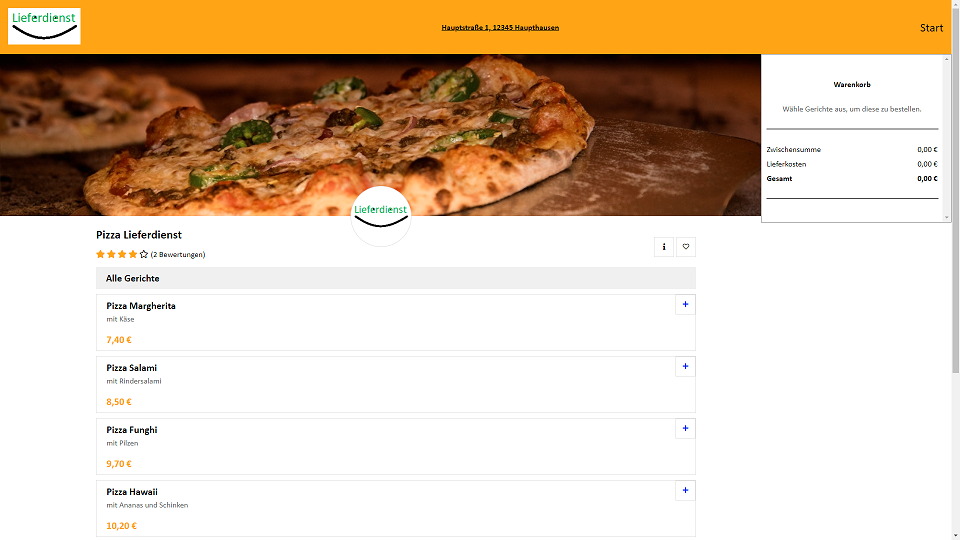 Lieferdienst
Hauptstraße 1, 12345 Haupthausen
Start
Warenkorb
Wähle Gerichte aus, um diese zu bestellen.
Zwischensumme 0,00 €
Lieferkosten 0,00 €
Gesamt 0,00 €
Lieferdienst
Pizza Lieferdienst
(2 Bewertungen)
Alle Gerichte
Pizza Margherita
mit Käse
7,40 €
Pizza Salami
mit Rindersalami
8,50 €
Pizza Funghi
mit Pilzen
9,70 €
Pizza Hawaii
mit Ananas und Schinken
10,20 €